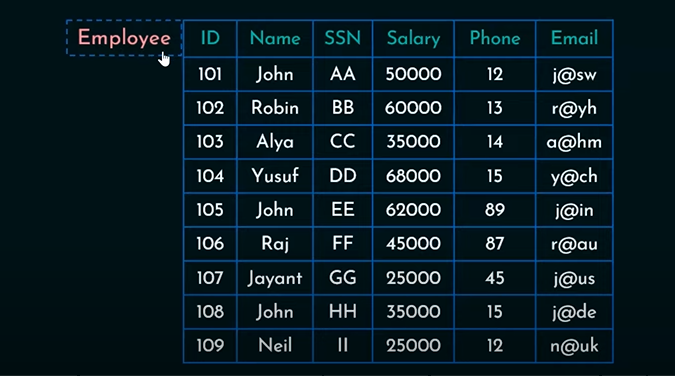 Employee ID Name SSN Salary Phone Email
101 John AA 50000 12 j@sw
102 Robin BB 60000 13 r@yh
103 Alya CC 35000 14 a@hm
104 Yusuf DD 68000 15 y@ch
105 John EE 62000 89 j@in
106 Raj FF 45000 87 r@au
107 Jayant GG 25000 45 j@us
108 John HH 35000 15 j@de
109 Neil II 25000 12 n@uk